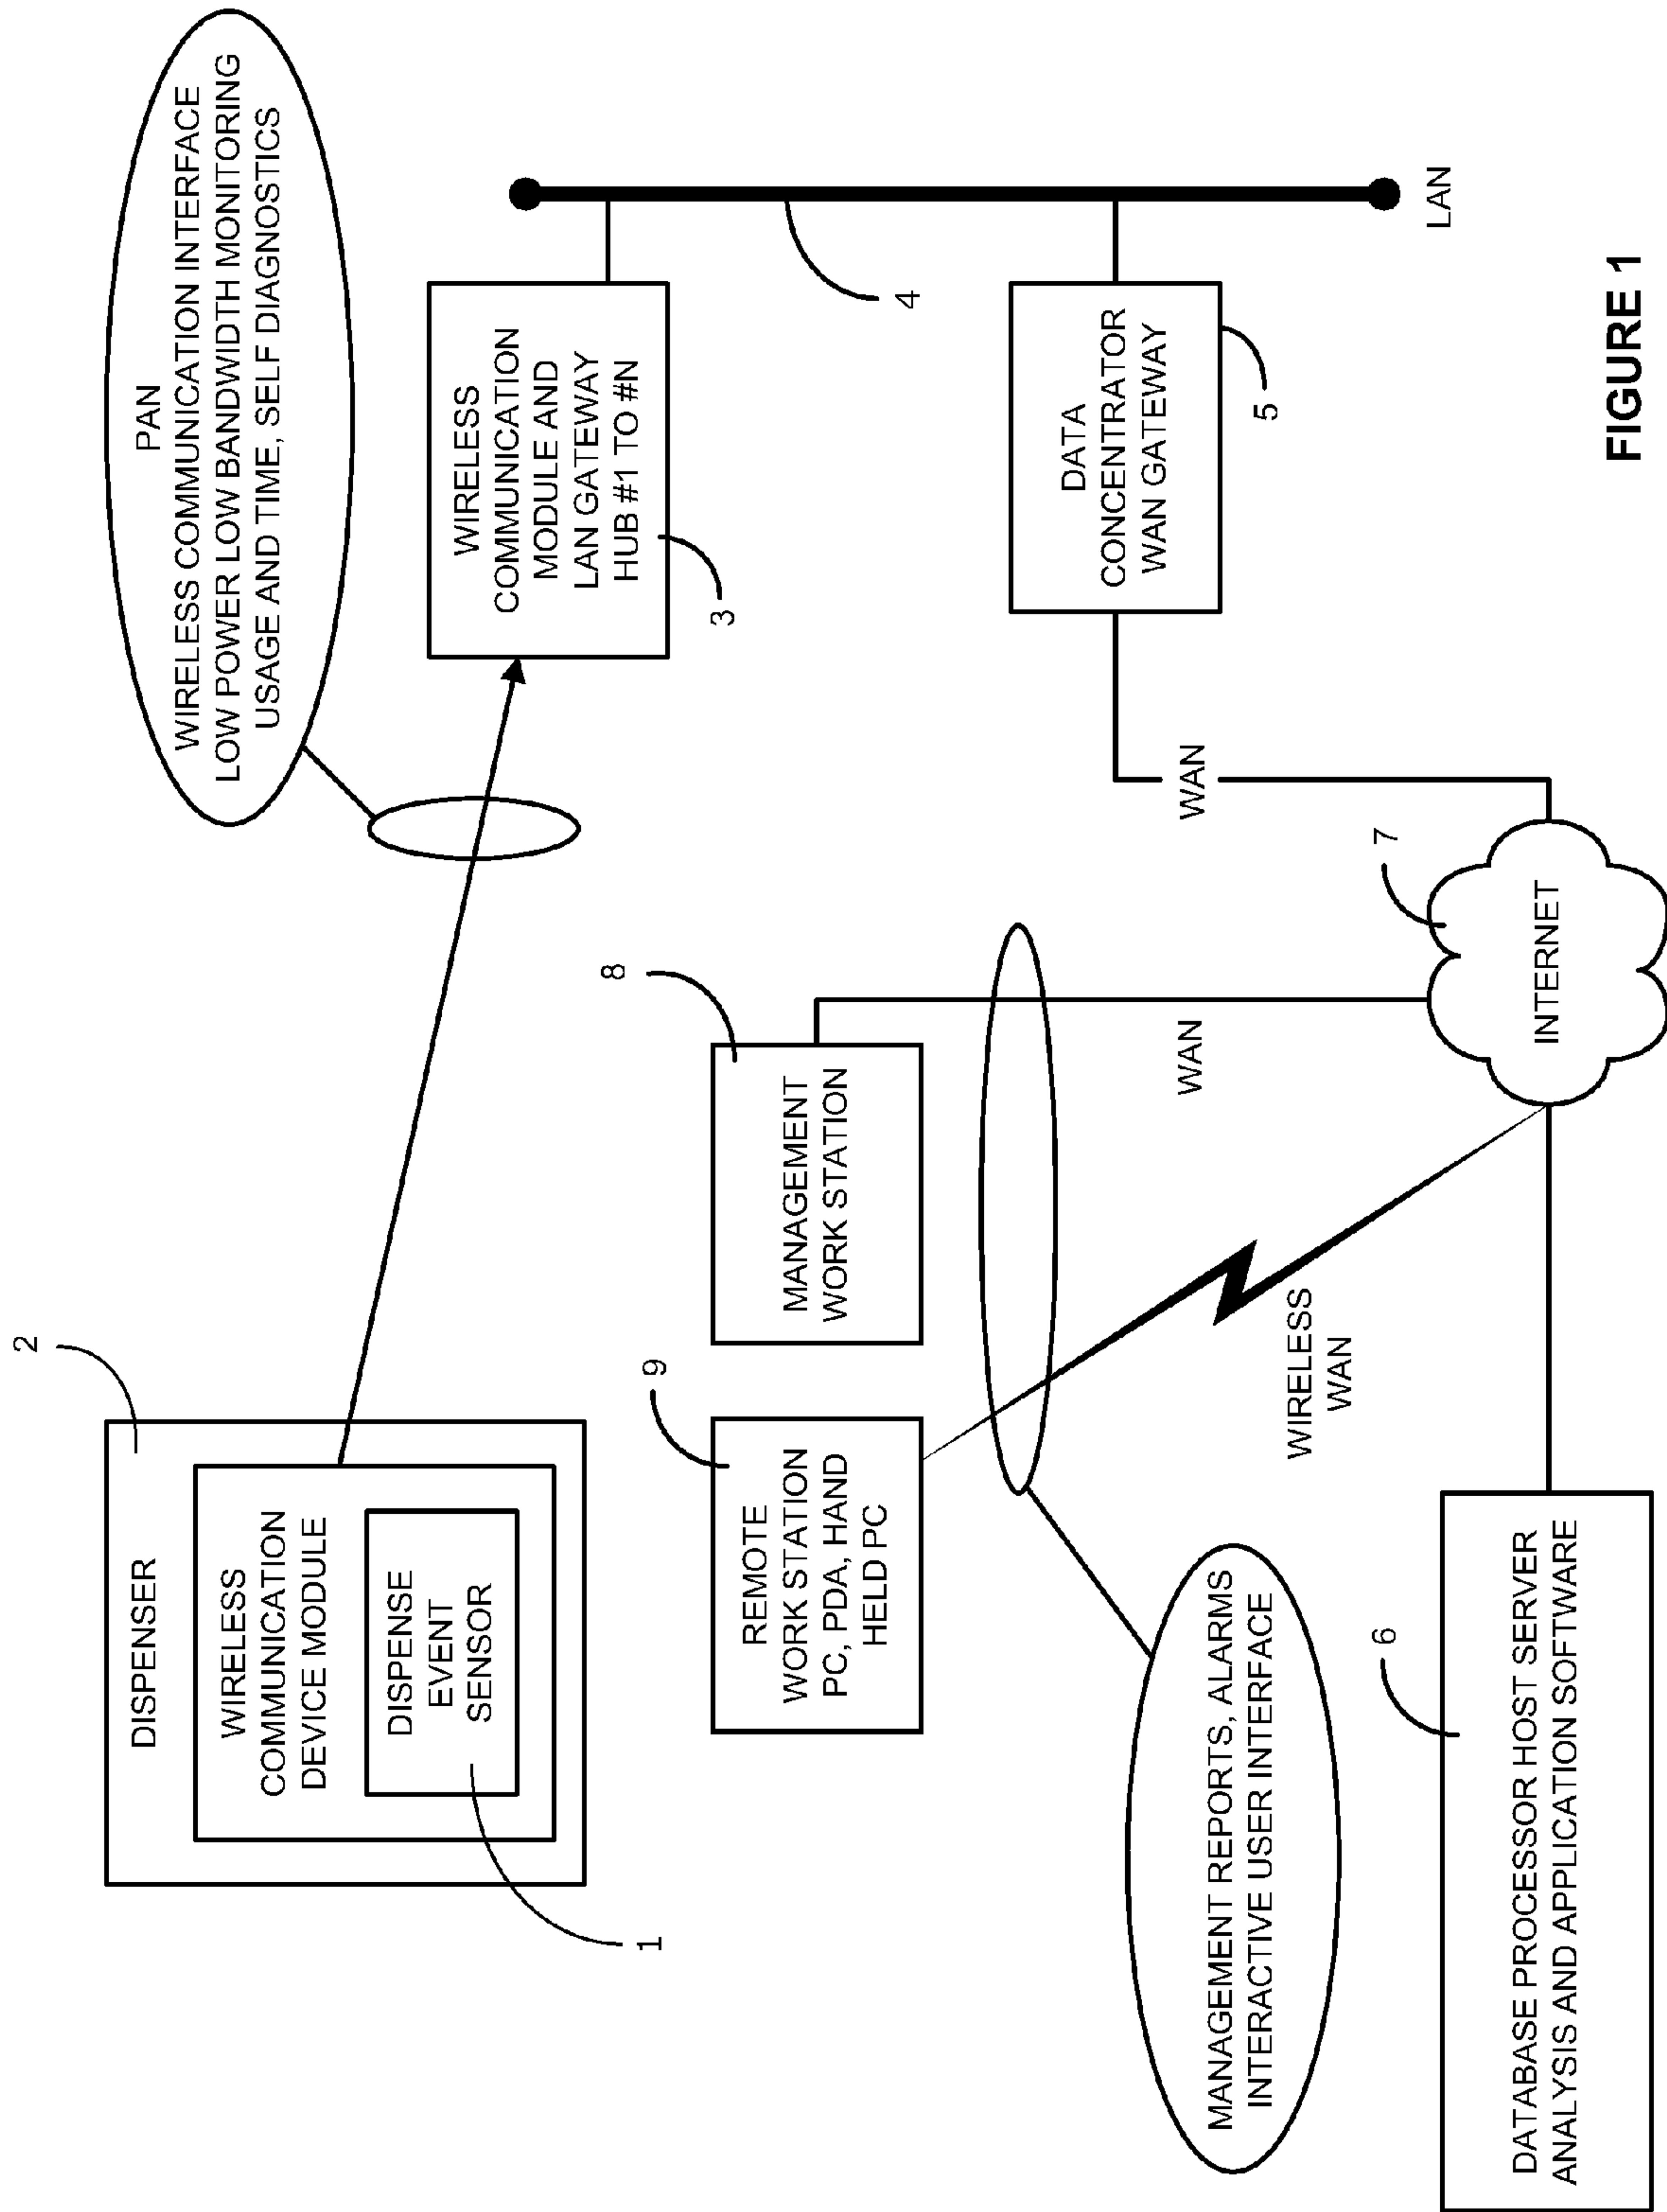 2
DISPENSER
WIRELESS
COMMUNICATION
DEVICE MODULE
DISPENSE
EVENT
SENSOR
1
PAN
WIRELESS COMMUNICATION INTERFACE
LOW POWER LOW BANDWIDTH MONITORING
USAGE AND TIME, SELF DIAGNOSTICS
WIRELESS
COMMUNICATION
MODULE AND
LAN GATEWAY
HUB #1 TO #N
3
9
REMOTE
WORK STATION
PC, PDA, HAND
HELD PC
8
MANAGEMENT
WORK STATION
4
DATA
CONCENTRATOR
WAN GATEWAY
5
LAN
MANAGEMENT REPORTS, ALARMS
INTERACTIVE USER INTERFACE
WAN
WAN
WIRELESS
WAN
6
DATABASE PROCESSOR HOST SERVER
ANALYSIS AND APPLICATION SOFTWARE
7
INTERNET
FIGURE 1